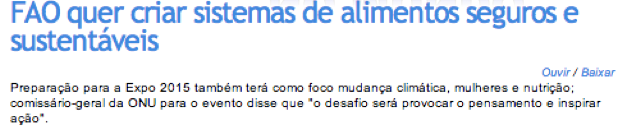 FAO quer criar sistemas de alimentos seguros e
sustentáveis
Ouvir / Baixar
Preparação para a Expo 2015 também terá como foco mudança climática, mulheres e nutrição;
comissário-geral da ONU para o evento disse que "o desafio será provocar o pensamento e inspirar
ação".